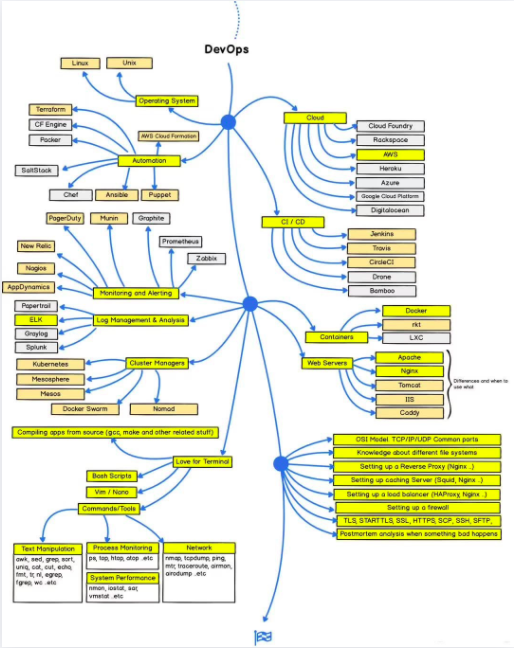 DevOps
Linux
Unix
Operating System
Terraform
CF Engine
Packer
AWS Cloud Formation
Automation
SaltStack
Chef
Ansible
Puppet
Cloud
Cloud Foundry
Rackspace
AWS
Heroku
Azure
Google Cloud Platform
Digitalocean
CI / CD
Jenkins
Travis
CircleCI
Drone
Bamboo
PagerDuty
Munin
Graphite
Prometheus
Zabbix
New Relic
Nagios
AppDynamics
Monitoring and Alerting
Papertrail
ELK
Graylog
Splunk
Log Management & Analysis
Containers
Docker
rkt
LXC
Web Servers
Apache
Nginx
Tomcat
IIS
Caddy
Differences and when to
use what
Cluster Managers
Kubernetes
Mesosphere
Mesos
Docker Swarm
Nomad
Compiling apps from source (gcc, make and other related stuff)
Love for Terminal
Bash Scripts
Vim / Nano
Commands/Tools
Text Manipulation
awk, sed, grep, sort,
uniq, cat, cut, echo,
fmt, tr, nl, egrep,
fgrep, wc .etc
Process Monitoring
ps, top, htop, atop .etc
System Performance
nmon, iostat, sar,
vmstat .etc
Network
nmap, tcpdump, ping,
mtr, traceroute, airmon,
airodump .etc
OSI Model. TCP/IP/UDP Common ports
Knowledge about different file systems
Setting up a Reverse Proxy (Nginx ..)
Setting up caching Server (Squid, Nginx ..)
Setting up a load balancer (HAProxy, Nginx ..)
Setting up a firewall
TLS, STARTTLS, SSL, HTTPS, SCP, SSH, SFTP,
Postmortem analysis when something bad happens